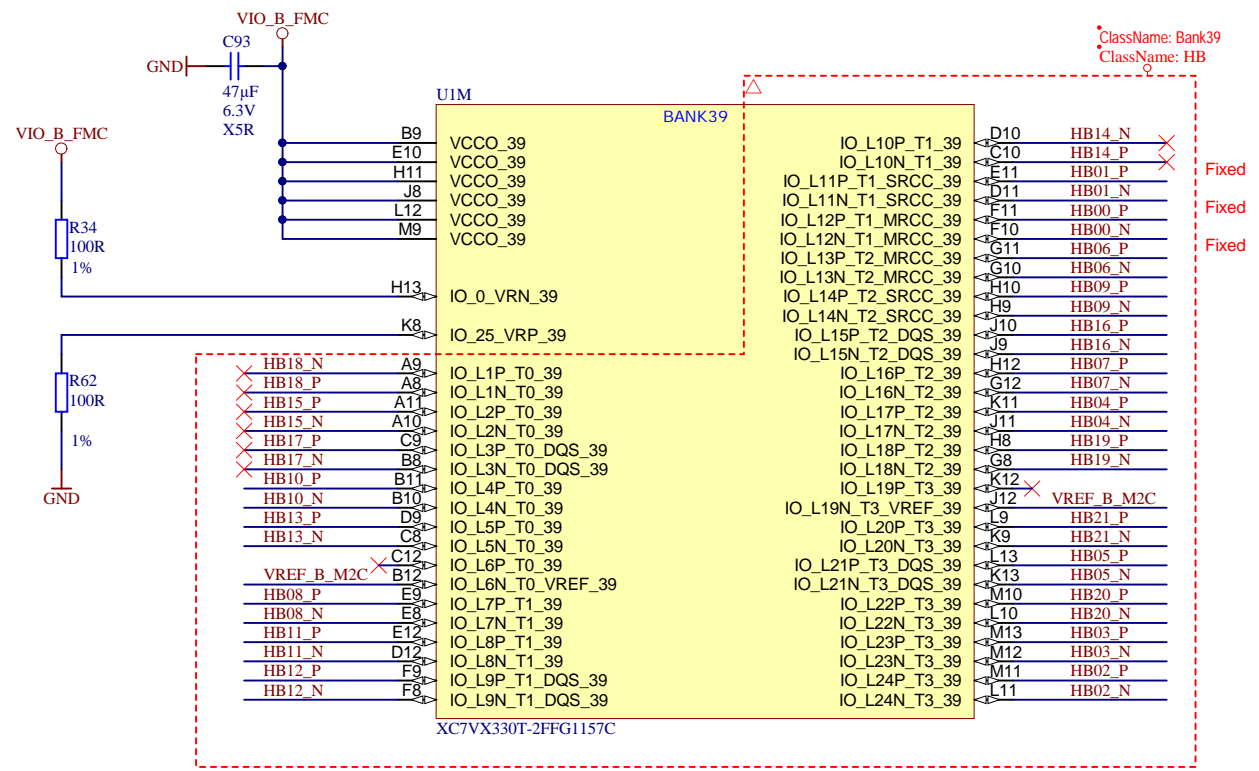 VIO_B_FMC
C93
GND
47µF
6.3V
X5R
VIO_B_FMC
R34
100R
1%
R62
100R
1%
GND
ClassName: Bank39
ClassName: HB
U1M
BANK39
B9 VCCO_39
E10 VCCO_39
H11 VCCO_39
J8 VCCO_39
L12 VCCO_39
M9 VCCO_39
H13 IO_0_VRN_39
K8 IO_25_VRP_39
HB18_N A9 IO_L1P_T0_39
HB18_P A8 IO_L1N_T0_39
HB15_P A11 IO_L2P_T0_39
HB15_N A10 IO_L2N_T0_39
HB17_P C9 IO_L3P_T0_DQS_39
HB17_N B8 IO_L3N_T0_DQS_39
HB10_P B11 IO_L4P_T0_39
HB10_N B10 IO_L4N_T0_39
HB13_P D9 IO_L5P_T0_39
HB13_N C8 IO_L5N_T0_39
C12 IO_L6P_T0_39
VREF_B_M2C B12 IO_L6N_T0_VREF_39
HB08_P E9 IO_L7P_T1_39
HB08_N E8 IO_L7N_T1_39
HB11_P E12 IO_L8P_T1_39
HB11_N D12 IO_L8N_T1_39
HB12_P F9 IO_L9P_T1_DQS_39
HB12_N F8 IO_L9N_T1_DQS_39
IO_L10P_T1_39 D10 HB14_N
IO_L10N_T1_39 C10 HB14_P
IO_L11P_T1_SRCC_39 E11 HB01_P Fixed
IO_L11N_T1_SRCC_39 D11 HB01_N
IO_L12P_T1_MRCC_39 F11 HB00_P Fixed
IO_L12N_T1_MRCC_39 F10 HB00_N
IO_L13P_T2_MRCC_39 G11 HB06_P Fixed
IO_L13N_T2_MRCC_39 G10 HB06_N
IO_L14P_T2_SRCC_39 H10 HB09_P
IO_L14N_T2_SRCC_39 H9 HB09_N
IO_L15P_T2_DQS_39 J10 HB16_P
IO_L15N_T2_DQS_39 J9 HB16_N
IO_L16P_T2_39 H12 HB07_P
IO_L16N_T2_39 G12 HB07_N
IO_L17P_T2_39 K11 HB04_P
IO_L17N_T2_39 J11 HB04_N
IO_L18P_T2_39 H8 HB19_P
IO_L18N_T2_39 G8 HB19_N
IO_L19P_T3_39 K12
IO_L19N_T3_VREF_39 J12 VREF_B_M2C
IO_L20P_T3_39 L9 HB21_P
IO_L20N_T3_39 K9 HB21_N
IO_L21P_T3_DQS_39 L13 HB05_P
IO_L21N_T3_DQS_39 K13 HB05_N
IO_L22P_T3_39 M10 HB20_P
IO_L22N_T3_39 L10 HB20_N
IO_L23P_T3_39 M13 HB03_P
IO_L23N_T3_39 M12 HB03_N
IO_L24P_T3_39 M11 HB02_P
IO_L24N_T3_39 L11 HB02_N
XC7VX330T-2FFG1157C